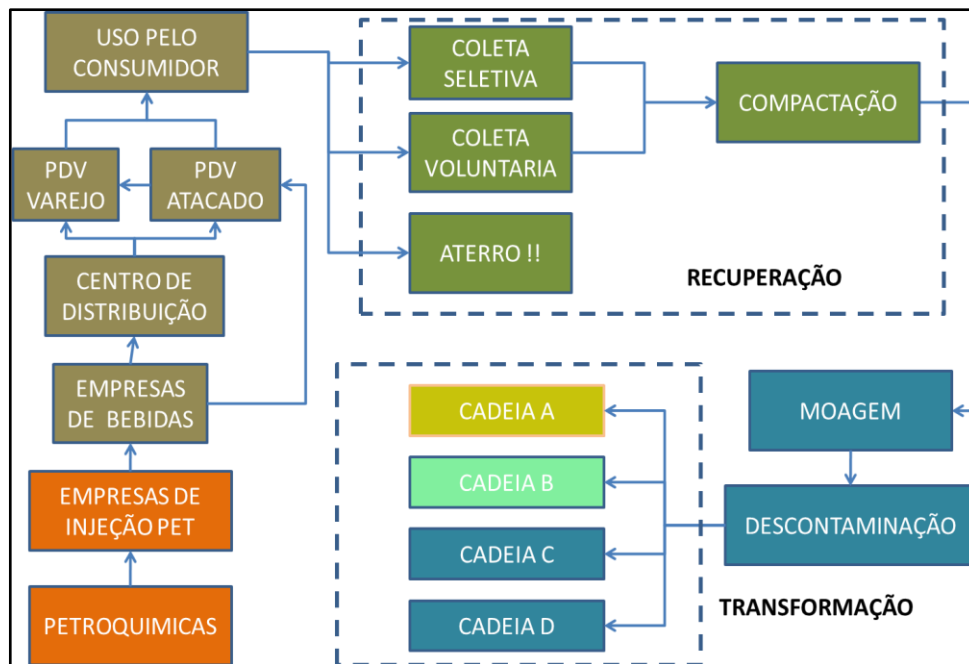 USO PELO
CONSUMIDOR
PDV
VAREJO
PDV
ATACADO
CENTRO DE
DISTRIBUIÇÃO
EMPRESAS
DE BEBIDAS
EMPRESAS DE
INJEÇÃO PET
PETROQUIMICAS
COLETA
SELETIVA
COLETA
VOLUNTARIA
ATERRO !!
COMPACTAÇÃO
RECUPERAÇÃO
CADEIA A
CADEIA B
CADEIA C
CADEIA D
MOAGEM
DESCONTAMINAÇÃO
TRANSFORMAÇÃO